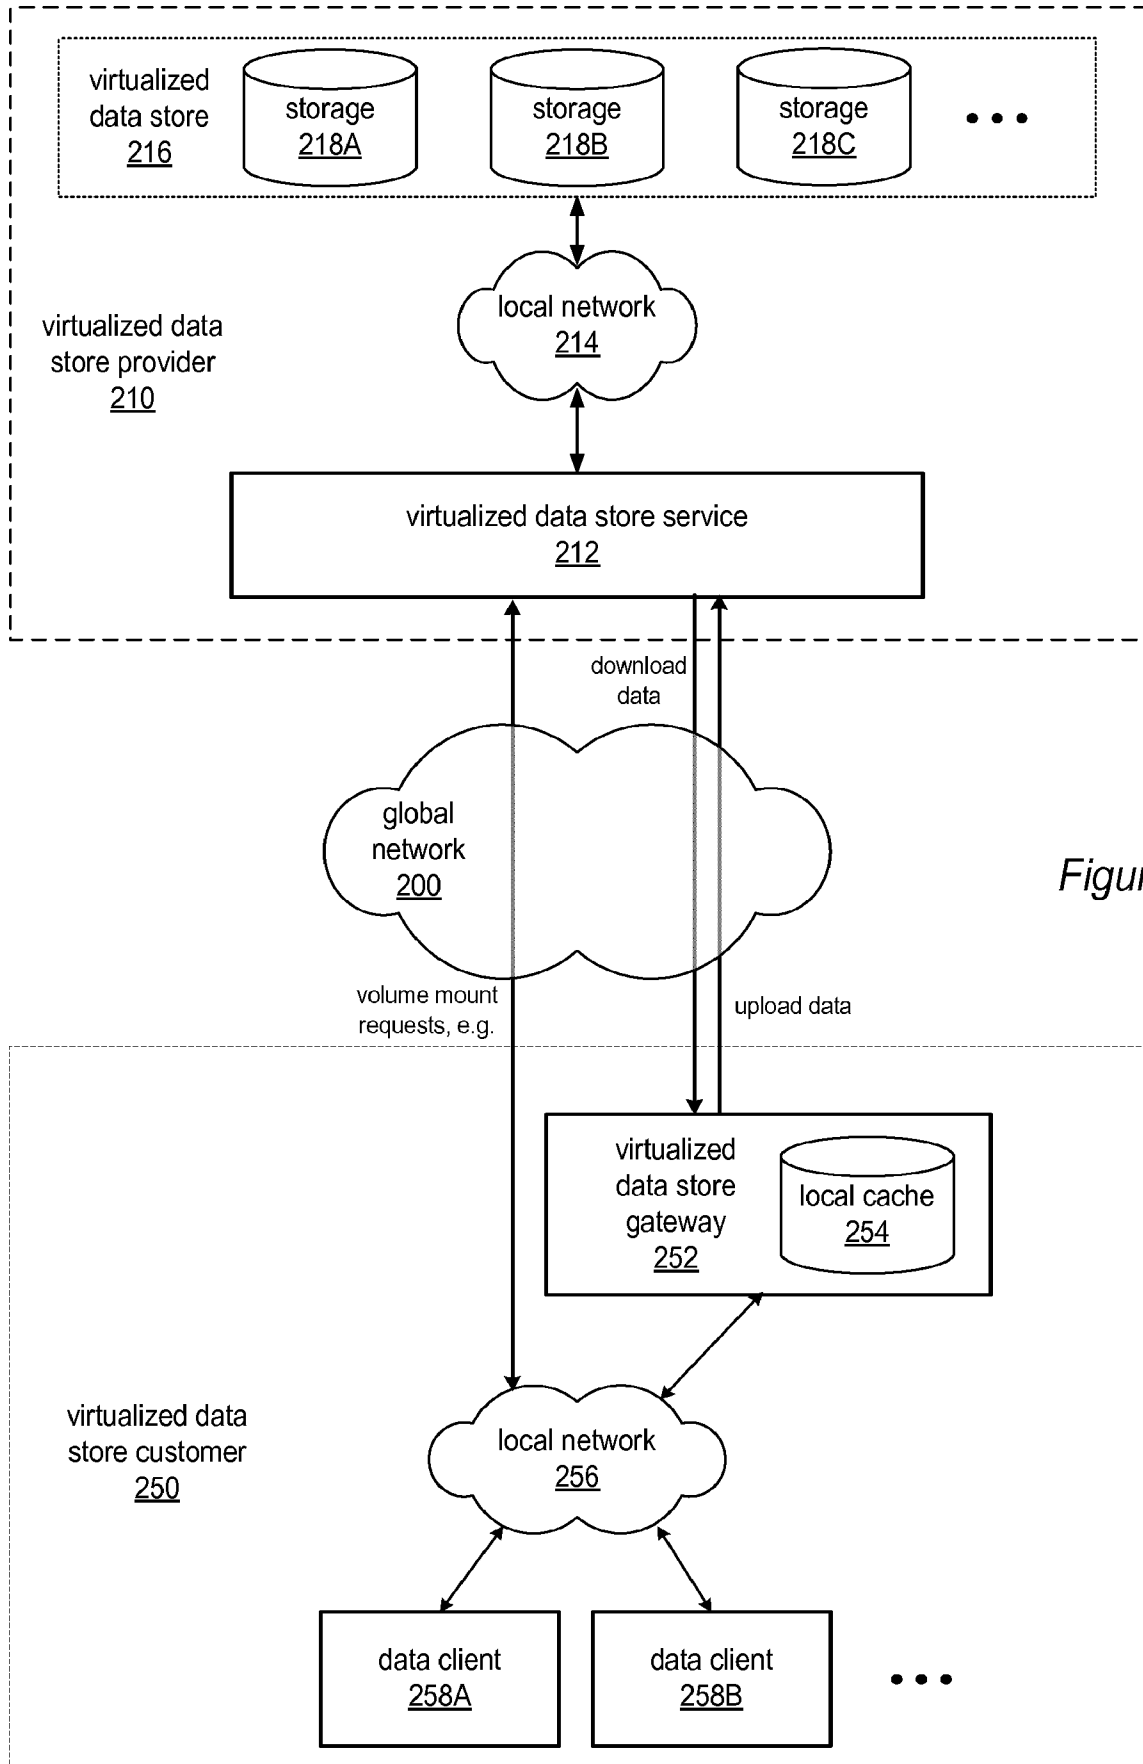 virtualized
data store
216
storage
218A
storage
218B
storage
218C
local network
214
virtualized data
store provider
210
virtualized data store service
212
download
data
global
network
200
Figur
volume mount
requests, e.g.
upload data
virtualized
data store
gateway
252
local cache
254
virtualized data
store customer
250
local network
256
data client
258A
data client
258B